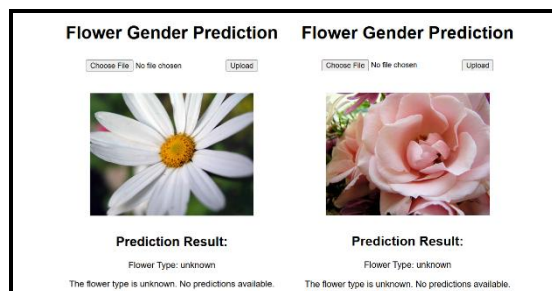 Flower Gender Prediction
Choose File No file chosen Upload
Prediction Result:
Flower Type: unknown
The flower type is unknown. No predictions available.
Flower Gender Prediction
Choose File No file chosen Upload
Prediction Result:
Flower Type: unknown
The flower type is unknown. No predictions available.